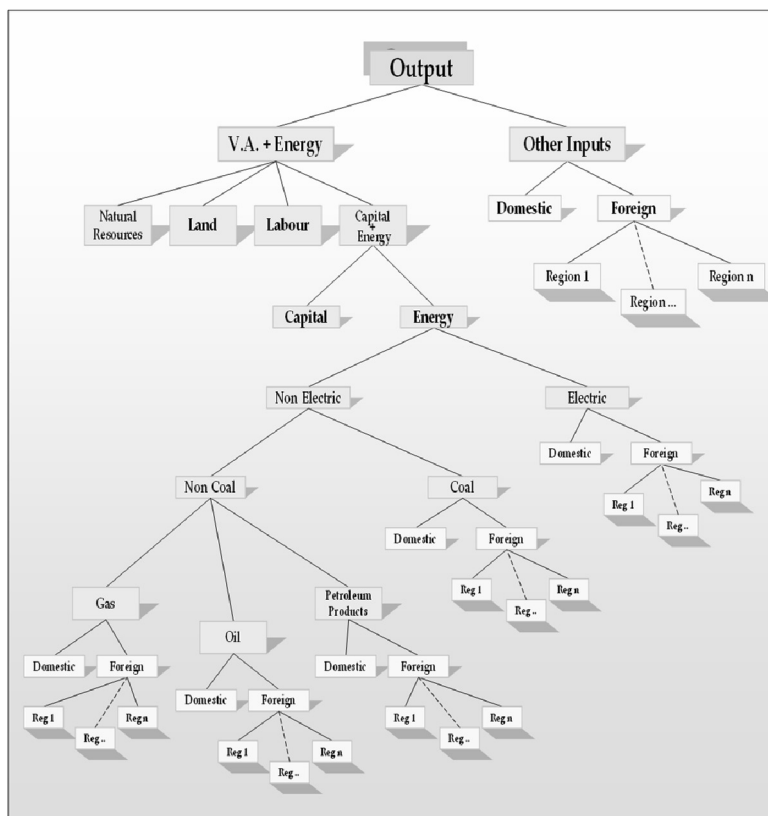 Output
V.A. + Energy
Other Inputs
Natural
Resources
Land
Labour
Capital
+
Energy
Domestic
Foreign
Region 1
Region ...
Region n
Capital
Energy
Non Electric
Electric
Domestic
Foreign
Reg 1
Reg ..
Reg n
Non Coal
Coal
Domestic
Foreign
Reg 1
Reg ..
Reg n
Gas
Oil
Petroleum
Products
Domestic
Foreign
Reg 1
Reg ..
Reg n
Domestic
Foreign
Reg 1
Reg ..
Reg n
Domestic
Foreign
Reg 1
Reg ..
Reg n